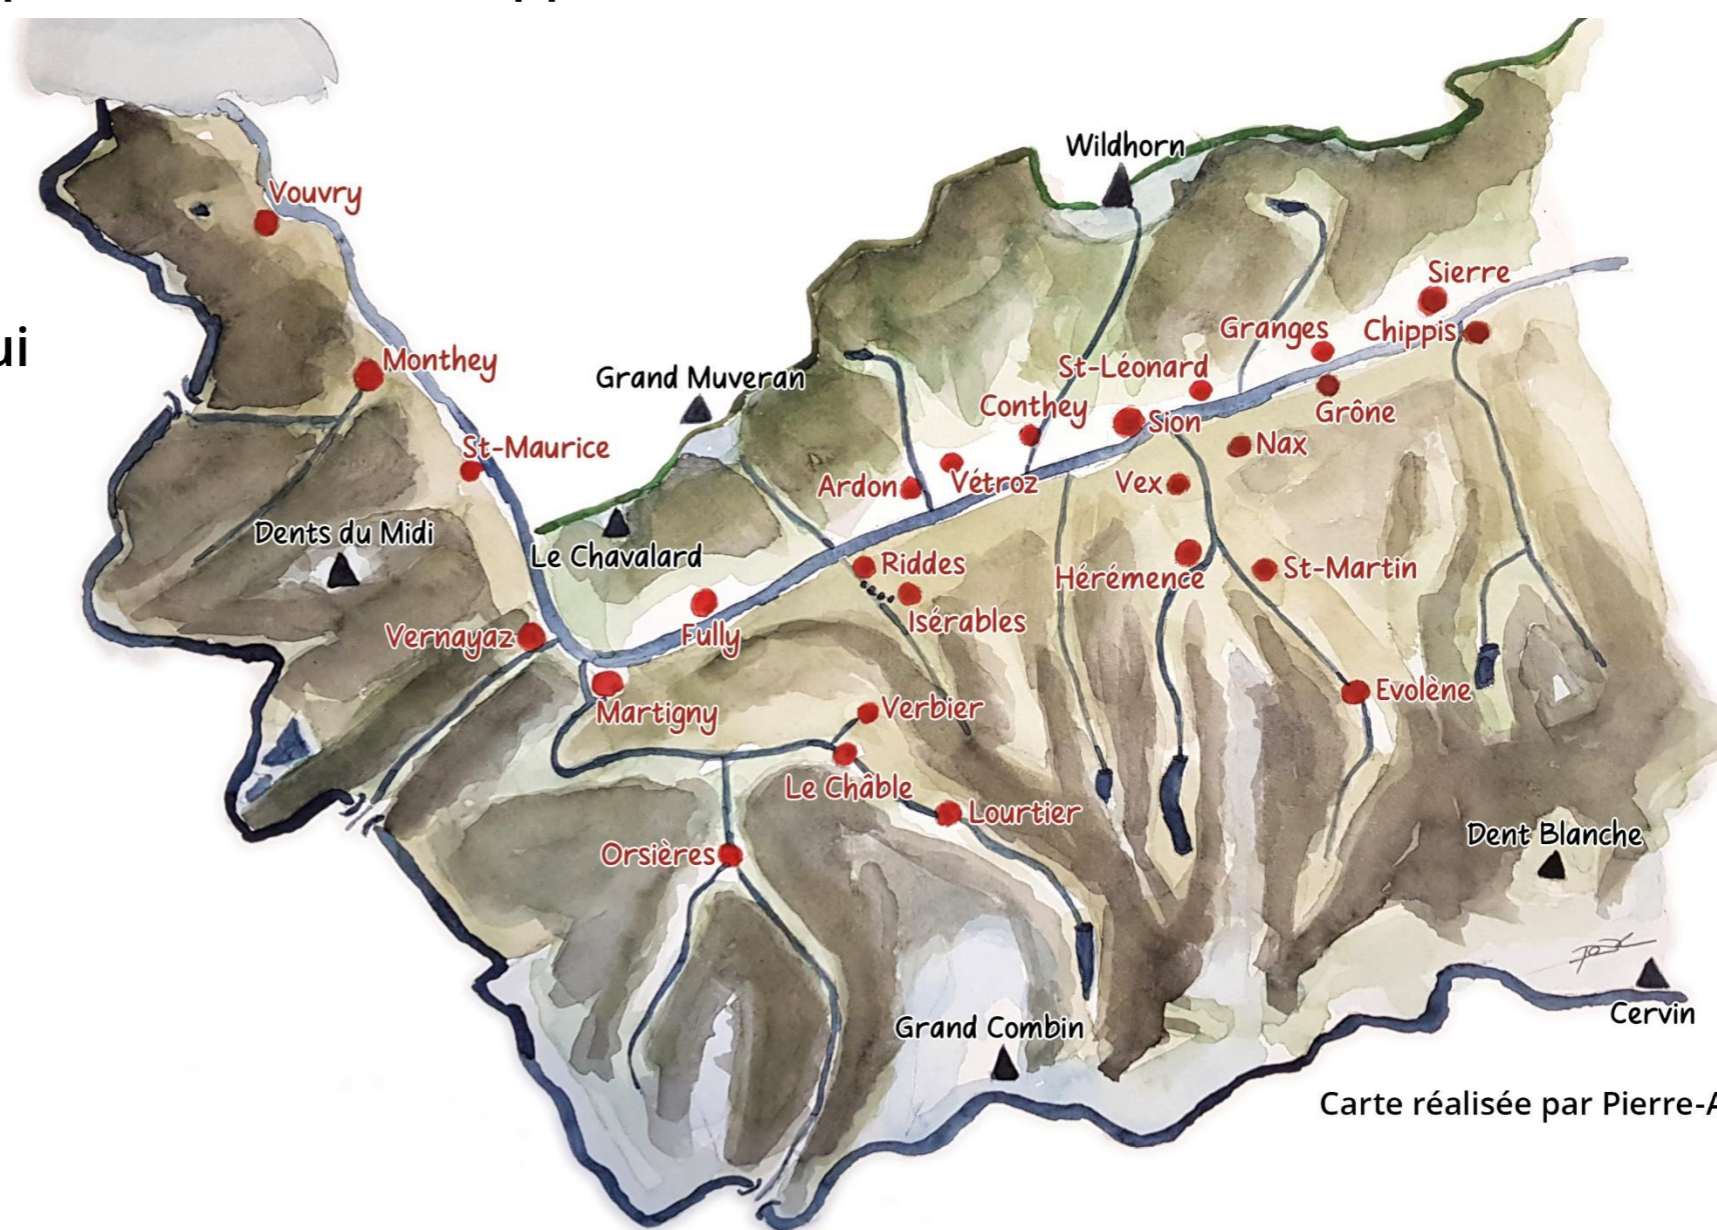 ui
Wildhorn
Vouvry
Sierre
Granges
Chippis
Monthey
St-Léonard
Grand Muveran
Conthey
Grône
Sion
Nax
St-Maurice
Ardon
Vétroz
Vex
Dents du Midi
Le Chavalard
Riddes
Hérémence
St-Martin
Isérables
Vernayaz
Fully
Evolène
Martigny
Verbier
Le Châble
Lourtier
Dent Blanche
Orsières
Grand Combin
Cervin
Carte réalisée par Pierre-A